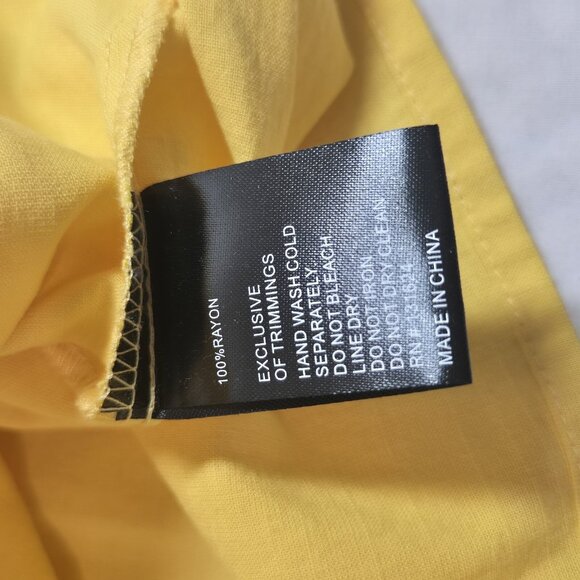 100%RAYON
EXCLUSIVE
OF TRIMMINGS
HAND WASH COLD
SEPARATELY
DO NOT BLEACH
LINE DRY
DO NOT IRON
DO NOT DRY CLEAN
RN #
MADE IN CHINA